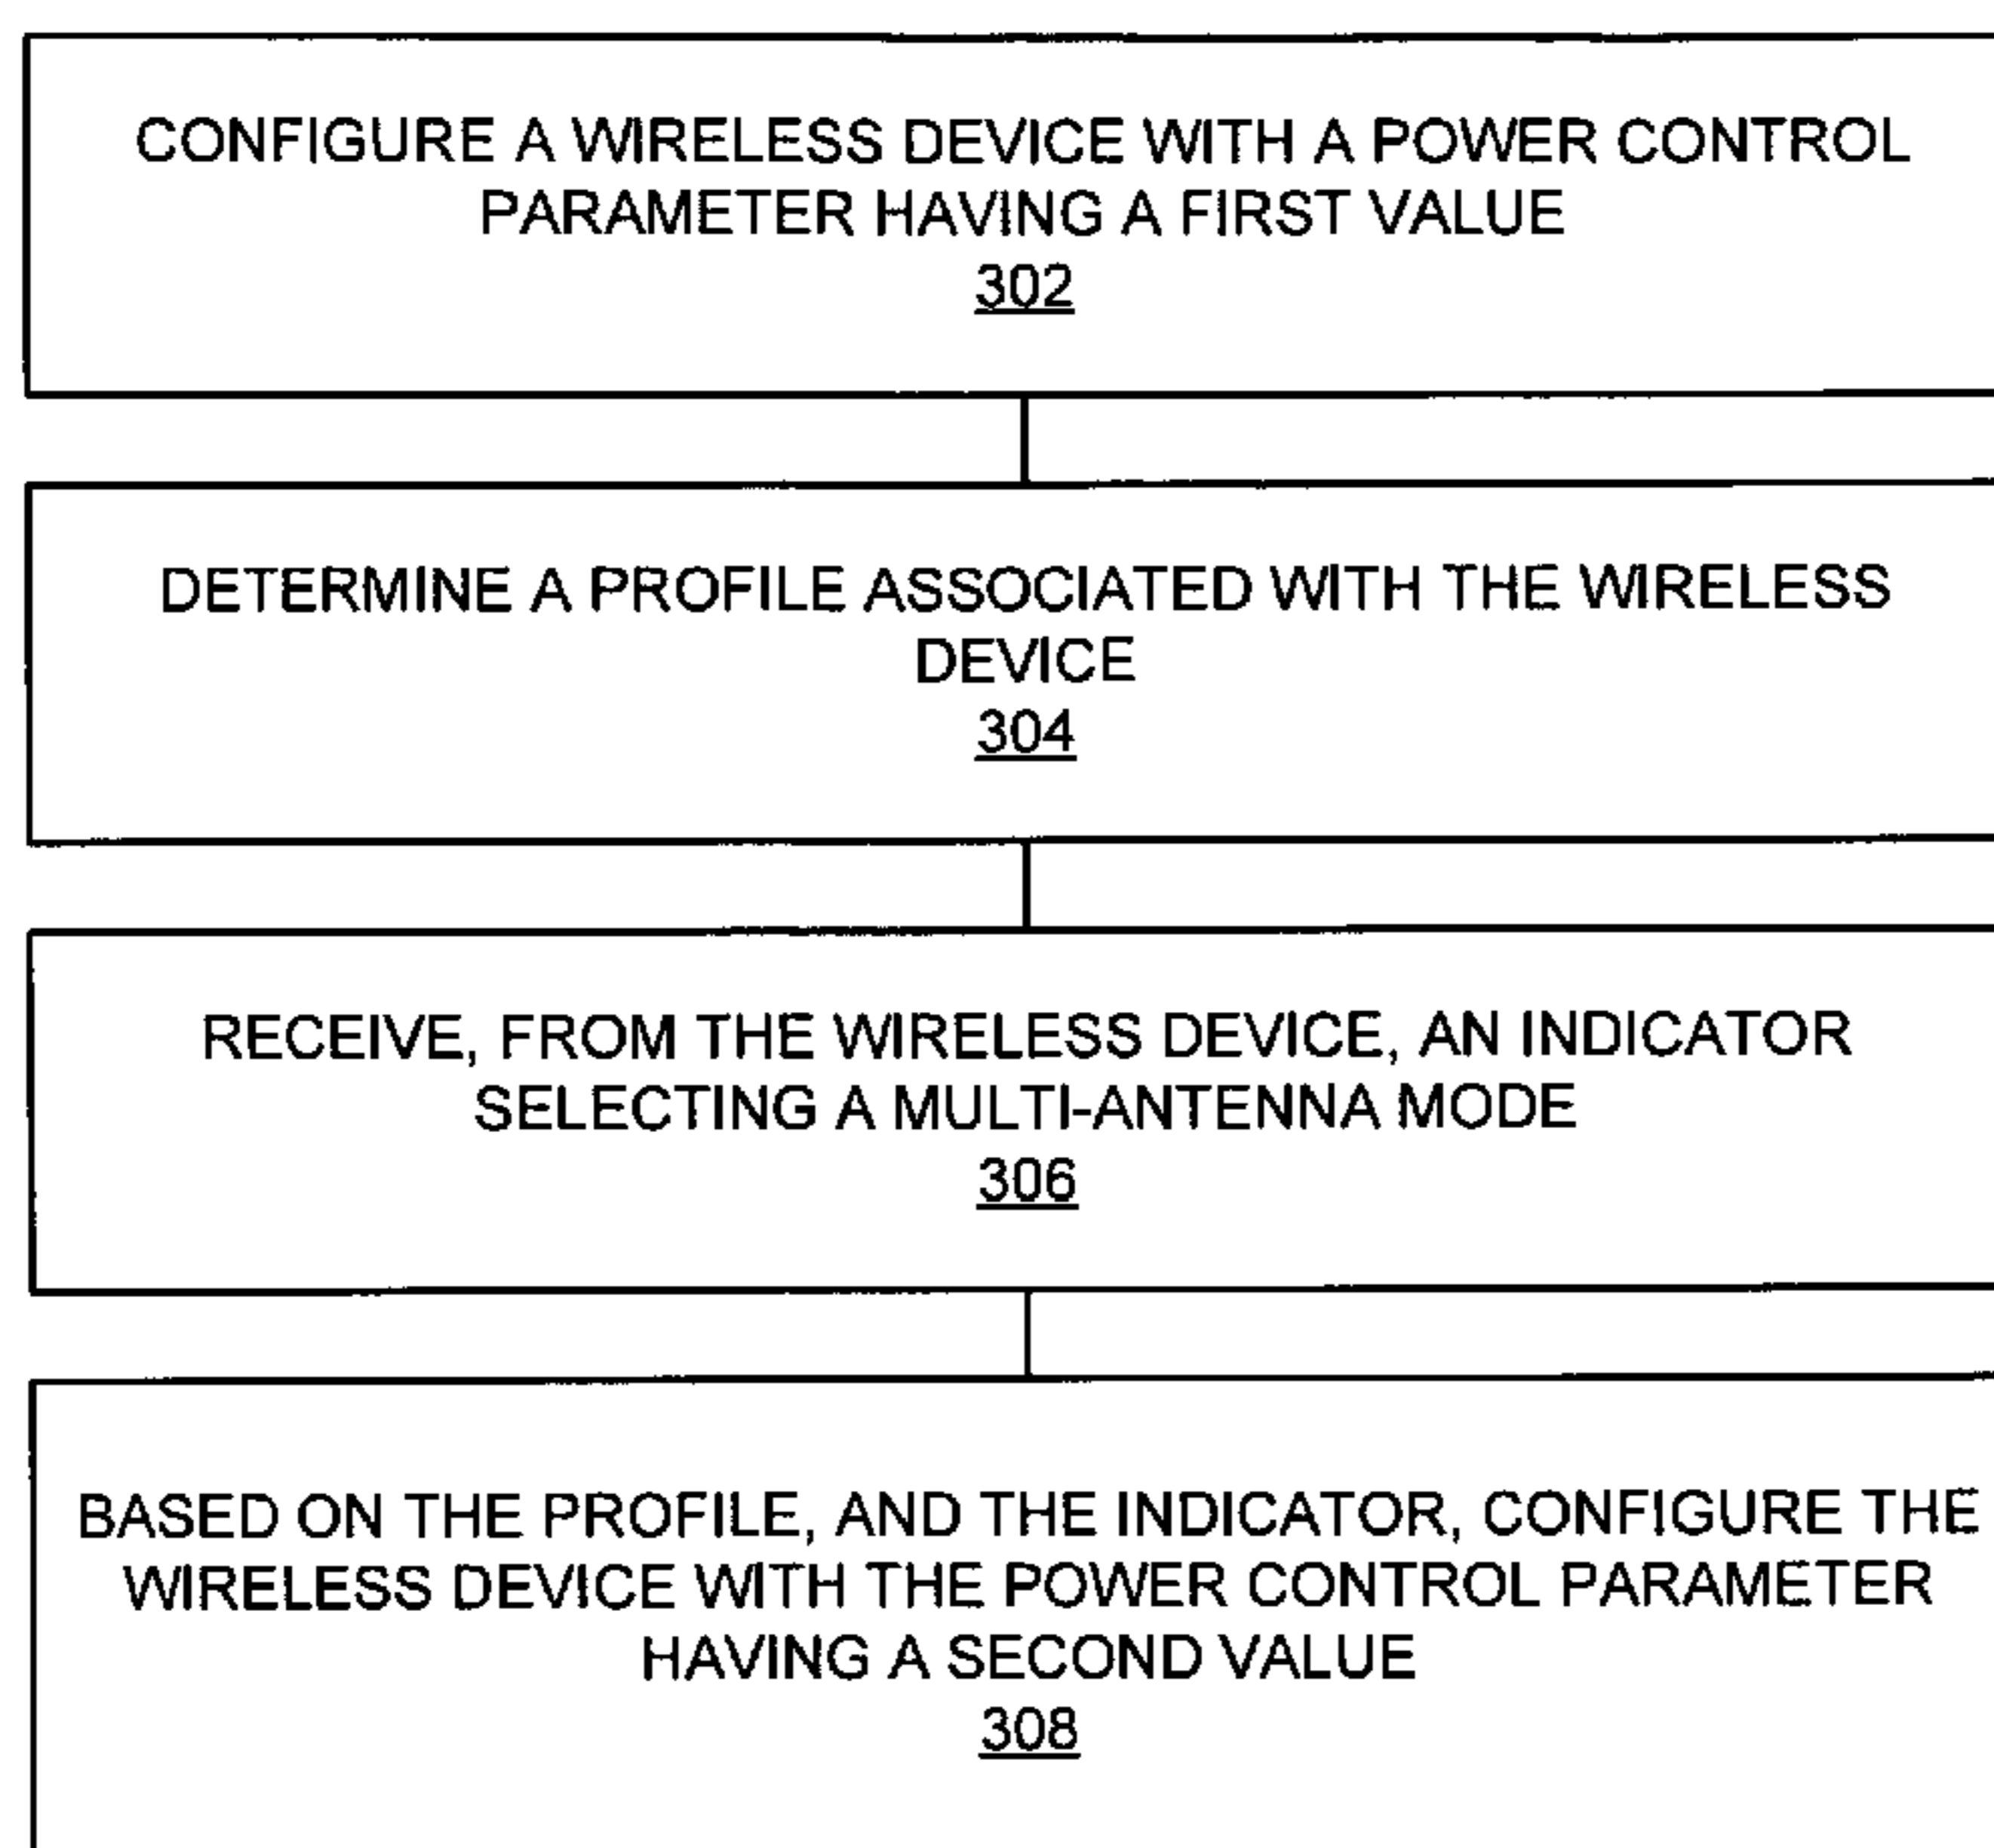 CONFIGURE A WIRELESS DEVICE WITH A POWER CONTROL
PARAMETER HAVING A FIRST VALUE
302
DETERMINE A PROFILE ASSOCIATED WITH THE WIRELESS
DEVICE
304
RECEIVE, FROM THE WIRELESS DEVICE, AN INDICATOR
SELECTING A MULTI-ANTENNA MODE
306
BASED ON THE PROFILE, AND THE INDICATOR, CONFIGURE THE
WIRELESS DEVICE WITH THE POWER CONTROL PARAMETER
HAVING A SECOND VALUE
308